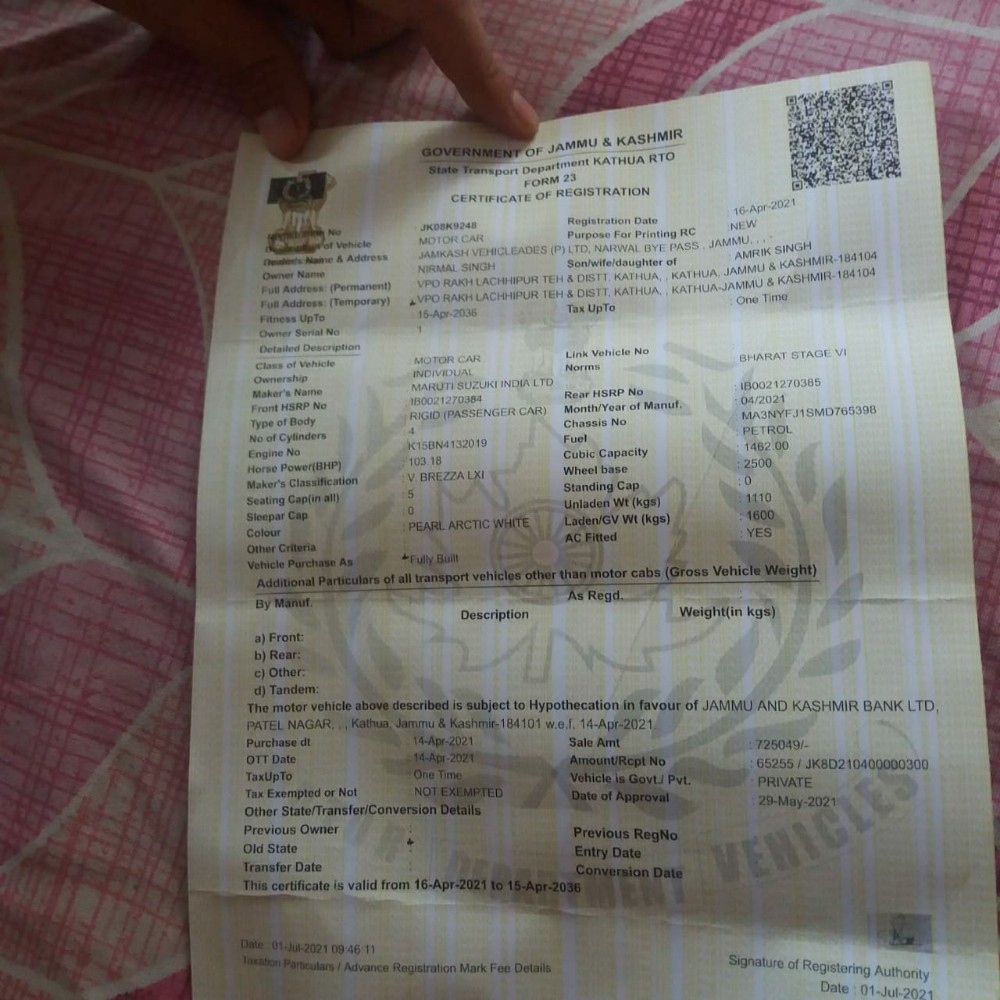 GOVERNMENT OF JAMMU & KASHMIR
State Transport Department KATHUA RTO
FORM 23
CERTIFICATE OF REGISTRATION
No : JK08K9248 Registration Date : 16-Apr-2021
of Vehicle MOTOR CAR Purpose For Printing RC : NEW
Dealer's Name & Address JAMKASH VEHICLEADES (P) LTD, NARWAL BYE PASS , JAMMU, , , -
Owner Name NIRMAL SINGH Son/wife/daughter of : AMRIK SINGH
Full Address: (Permanent) VPO RAKH LACHHIPUR TEH & DISTT. KATHUA, , KATHUA, JAMMU & KASHMIR-184104
Full Address: (Temporary) VPO RAKH LACHHIPUR TEH & DISTT. KATHUA, , KATHUA-JAMMU & KASHMIR-184104
Fitness UpTo : 15-Apr-2036 Tax UpTo : One Time
Owner Serial No : 1
Detailed Description
Class of Vehicle : MOTOR CAR Link Vehicle No
Ownership : INDIVIDUAL Norms : BHARAT STAGE VI
Maker's Name : MARUTI SUZUKI INDIA LTD
Front HSRP No : IB0021270384 Rear HSRP No : IB0021270385
Type of Body : RIGID (PASSENGER CAR) Month/Year of Manuf. : 04/2021
No of Cylinders : 4 Chassis No : MA3NYFJ1SMD765398
Engine No : K15BN4132019 Fuel : PETROL
Horse Power(BHP) : 103.18 Cubic Capacity : 1462.00
Maker's Classification : V. BREZZA LXI Wheel base : 2500
Seating Cap(in all) : 5 Standing Cap : 0
Sleepar Cap : 0 Unladen Wt (kgs) : 1110
Colour : PEARL ARCTIC WHITE Laden/GV Wt (kgs) : 1600
Other Criteria AC Fitted : YES
Vehicle Purchase As : Fully Built
Additional Particulars of all transport vehicles other than motor cabs (Gross Vehicle Weight)
By Manuf. As Regd.
Description Weight(in kgs)
a) Front:
b) Rear:
c) Other:
d) Tandem:
The motor vehicle above described is subject to Hypothecation in favour of JAMMU AND KASHMIR BANK LTD,
PATEL NAGAR, , , Kathua, Jammu & Kashmir-184101 w.e.f. 14-Apr-2021.
Purchase dt : 14-Apr-2021 Sale Amt : 725049/-
OTT Date : 14-Apr-2021 Amount/Rcpt No : 65255 / JK8D210400000300
TaxUpTo : One Time Vehicle is Govt./ Pvt. : PRIVATE
Tax Exempted or Not : NOT EXEMPTED Date of Approval : 29-May-2021
Other State/Transfer/Conversion Details
Previous Owner : Previous RegNo
Old State : Entry Date
Transfer Date : Conversion Date
This certificate is valid from 16-Apr-2021 to 15-Apr-2036
DEPARTMENT VEHICLES
Date : 01-Jul-2021 09:46:11
Taxation Particulars / Advance Registration Mark Fee Details
Signature of Registering Authority
Date : 01-Jul-2021